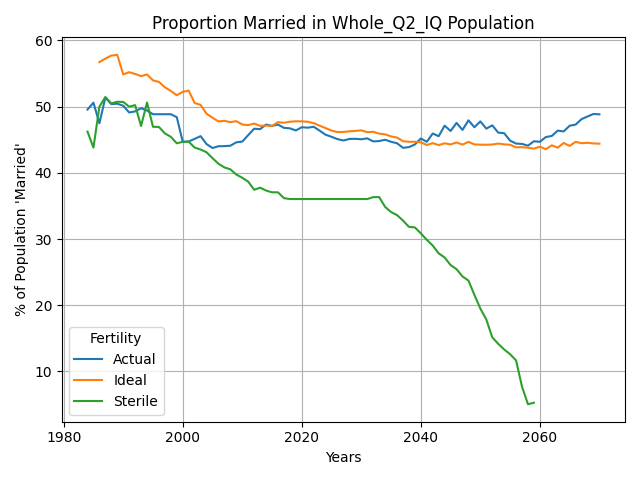 Proportion Married in Whole_Q2_IQ Population
% of Population 'Married'
60
50
40
30
20
10
Fertility
Actual
Ideal
Sterile
1980
2000
2020
2040
2060
Years